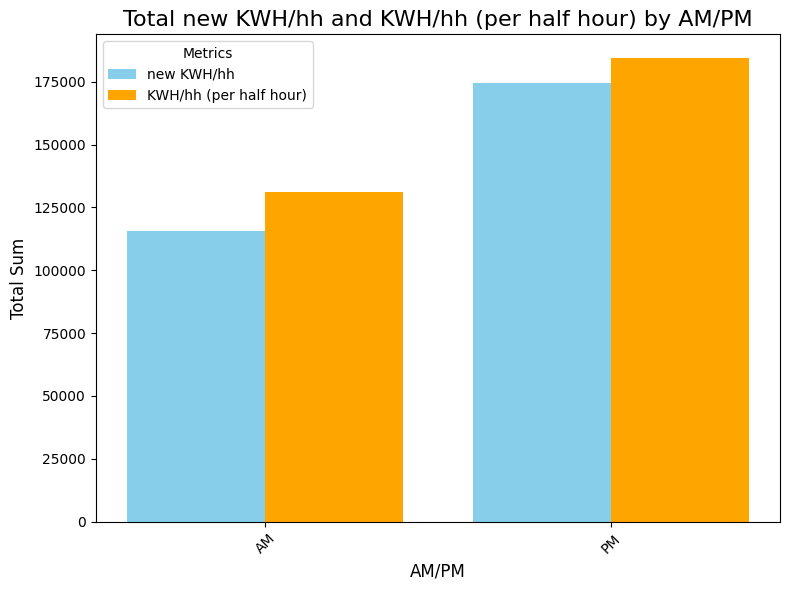 Total new KWH/hh and KWH/hh (per half hour) by AM/PM
Metrics
new KWH/hh
KWH/hh (per half hour)
175000
150000
125000
100000
75000
50000
25000
0
Total Sum
AM
PM
AM/PM